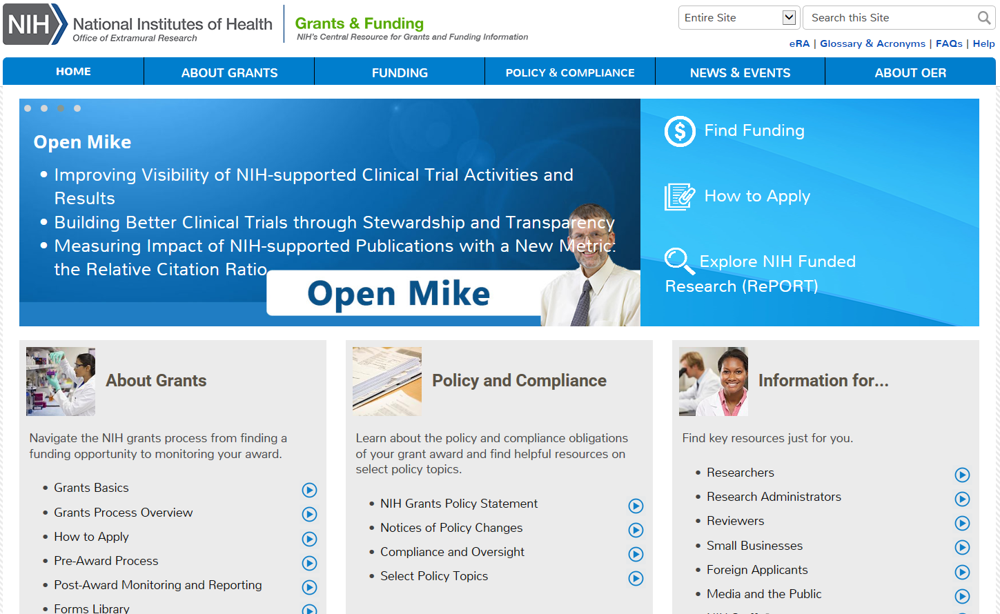 NIH National Institutes of Health
Office of Extramural Research
Grants & Funding
NIH's Central Resource for Grants and Funding Information
Entire Site
Search this Site
eRA | Glossary & Acronyms | FAQs | Help
HOME
ABOUT GRANTS
FUNDING
POLICY & COMPLIANCE
NEWS & EVENTS
ABOUT OER
Open Mike
• Improving Visibility of NIH-supported Clinical Trial Activities and
Results
• Building Better Clinical Trials through Stewardship and Transparency
• Measuring Impact of NIH-supported Publications with a New Metric:
the Relative Citation Ratio
Open Mike
Find Funding
How to Apply
Explore NIH Funded
Research (RePORT)
About Grants
Navigate the NIH grants process from finding a
funding opportunity to monitoring your award.
• Grants Basics
• Grants Process Overview
• How to Apply
• Pre-Award Process
• Post-Award Monitoring and Reporting
• Forms Library
Policy and Compliance
Learn about the policy and compliance obligations
of your grant award and find helpful resources on
select policy topics.
• NIH Grants Policy Statement
• Notices of Policy Changes
• Compliance and Oversight
• Select Policy Topics
Information for...
Find key resources just for you.
• Researchers
• Research Administrators
• Reviewers
• Small Businesses
• Foreign Applicants
• Media and the Public